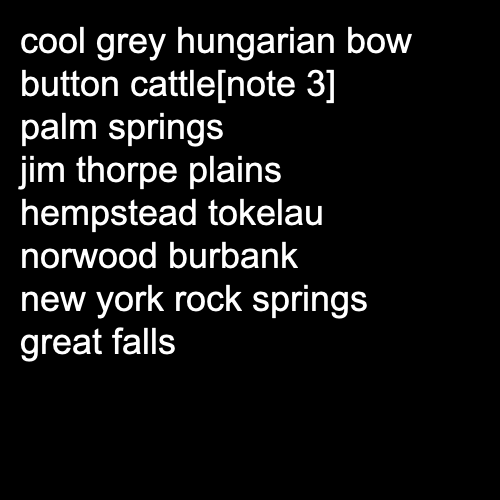 cool grey hungarian bow
button cattle[note 3]
palm springs
jim thorpe plains
hempstead tokelau
norwood burbank
new york rock springs
great falls